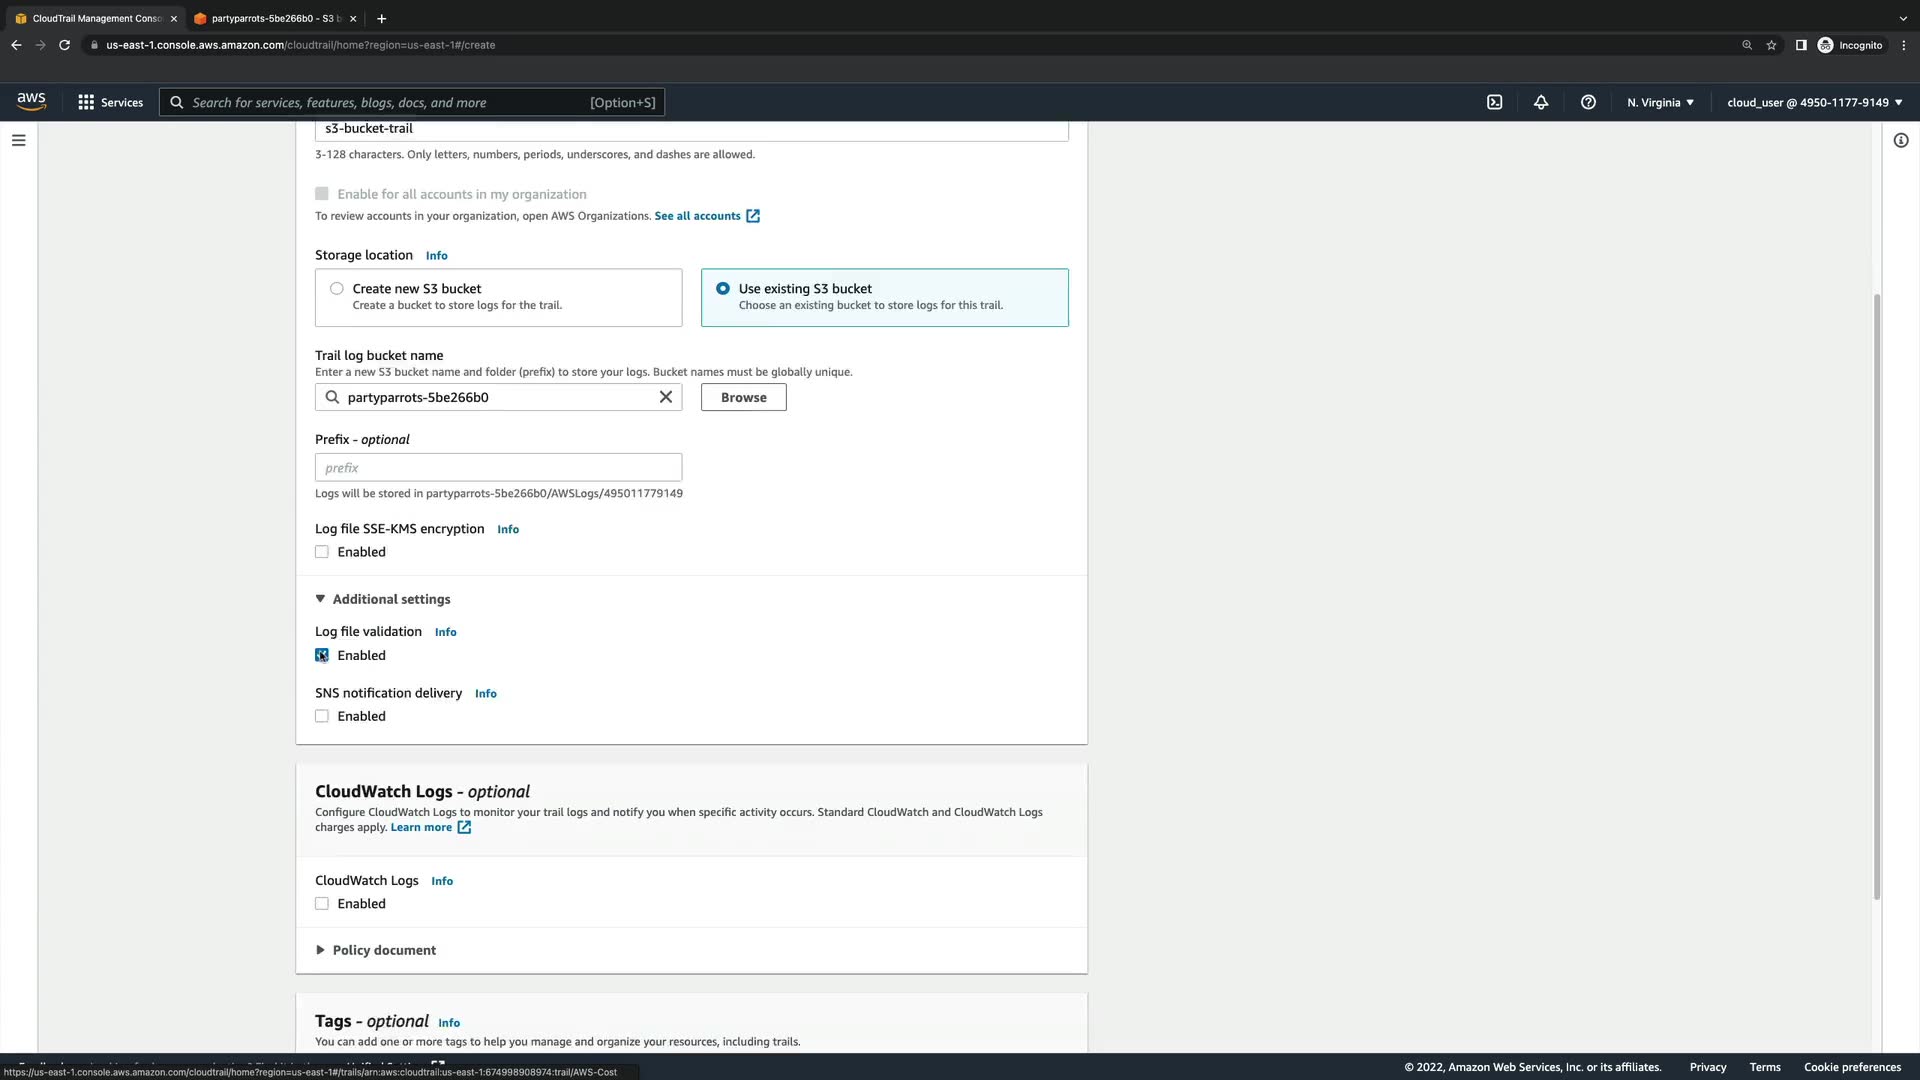 CloudTrail Management Conso
partyparrots-5be266b0 - S3 b
us-east-1.console.aws.amazon.com/cloudtrail/home?region=us-east-1#/create
Incognito
aws
Services
Search for services, features, blogs, docs, and more
[Option+S]
N. Virginia
cloud_user @ 4950-1177-9149
s3-bucket-trail
3-128 characters. Only letters, numbers, periods, underscores, and dashes are allowed.
Enable for all accounts in my organization
To review accounts in your organization, open AWS Organizations. See all accounts
Storage location Info
Create new S3 bucket
Create a bucket to store logs for the trail.
Use existing S3 bucket
Choose an existing bucket to store logs for this trail.
Trail log bucket name
Enter a new S3 bucket name and folder (prefix) to store your logs. Bucket names must be globally unique.
partyparrots-5be266b0
Browse
Prefix - optional
prefix
Logs will be stored in partyparrots-5be266b0/AWSLogs/495011779149
Log file SSE-KMS encryption Info
Enabled
Additional settings
Log file validation Info
Enabled
SNS notification delivery Info
Enabled
CloudWatch Logs - optional
Configure CloudWatch Logs to monitor your trail logs and notify you when specific activity occurs. Standard CloudWatch and CloudWatch Logs
charges apply. Learn more
CloudWatch Logs Info
Enabled
Policy document
Tags - optional Info
You can add one or more tags to help you manage and organize your resources, including trails.
© 2022, Amazon Web Services, Inc. or its affiliates.
Privacy
Terms
Cookie preferences
https://us-east-1.console.aws.amazon.com/cloudtrail/home?region=us-east-1#/trails/arn:aws:cloudtrail:us-east-1:674998908974:trail/AWS-Cost